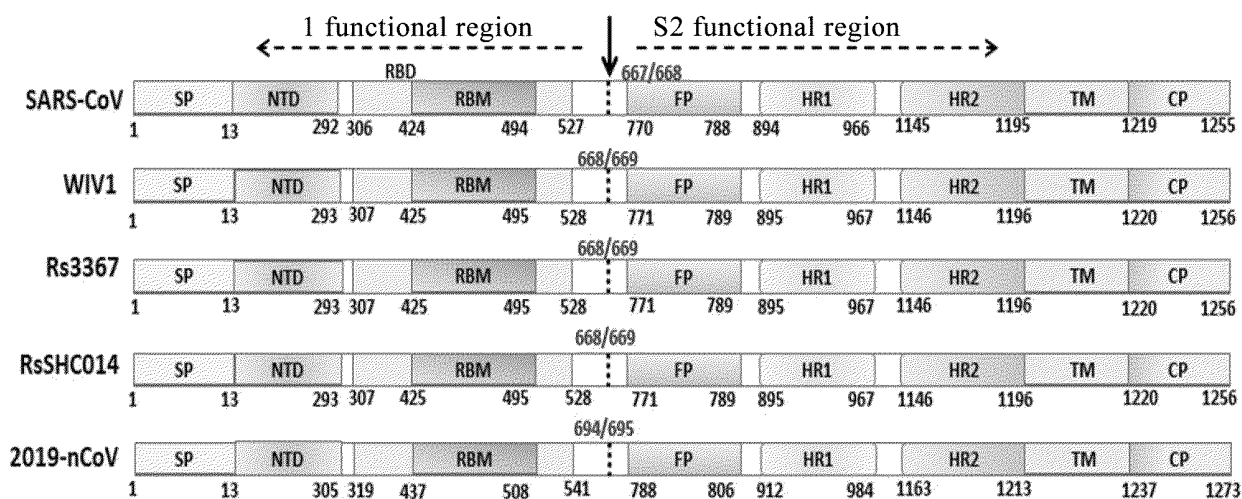 1 functional region S2 functional region
RBD 667/668
SARS-CoV SP NTD RBM FP HR1 HR2 TM CP
1 13 292 306 424 494 527 770 788 894 966 1145 1195 1219 1255
668/669
WIV1 SP NTD RBM FP HR1 HR2 TM CP
1 13 293 307 425 495 528 771 789 895 967 1146 1196 1220 1256
668/669
Rs3367 SP NTD RBM FP HR1 HR2 TM CP
1 13 293 307 425 495 528 771 789 895 967 1146 1196 1220 1256
668/669
RsSHC014 SP NTD RBM FP HR1 HR2 TM CP
1 13 293 307 425 495 528 771 789 895 967 1146 1196 1220 1256
694/695
2019-nCoV SP NTD RBM FP HR1 HR2 TM CP
1 13 305 319 437 508 541 788 806 912 984 1163 1213 1237 1273